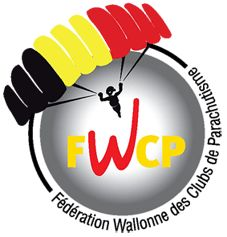 FWCP
Fédération Wallonne des Clubs de Parachutisme